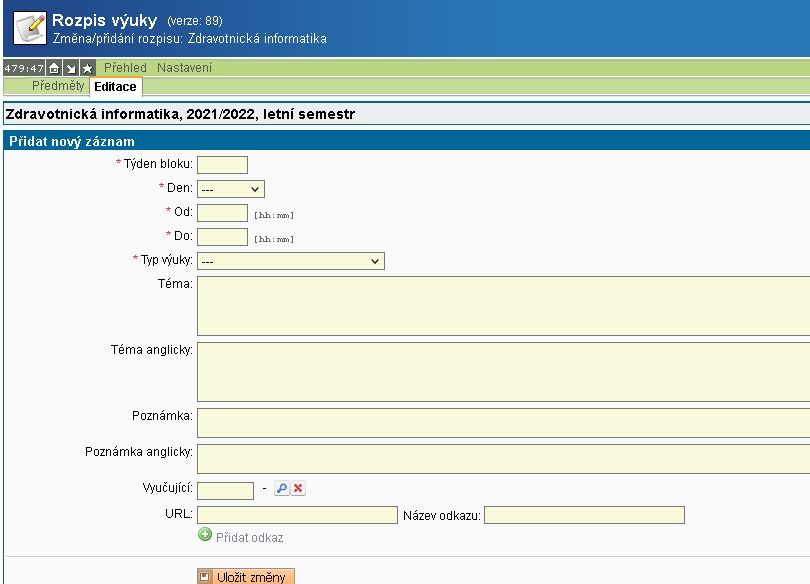 Rozpis výuky (verze: 89)
Změna/přidání rozpisu: Zdravotnická informatika
479:47 Přehled Nastavení
Předměty Editace
Zdravotnická informatika, 2021/2022, letní semestr
Přidat nový záznam
* Týden bloku:
* Den: ---
* Od: [hh:mm]
* Do: [hh:mm]
* Typ výuky: ---
Téma:
Téma anglicky:
Poznámka:
Poznámka anglicky:
Vyučující: -
URL: Název odkazu:
Přidat odkaz
Uložit změny